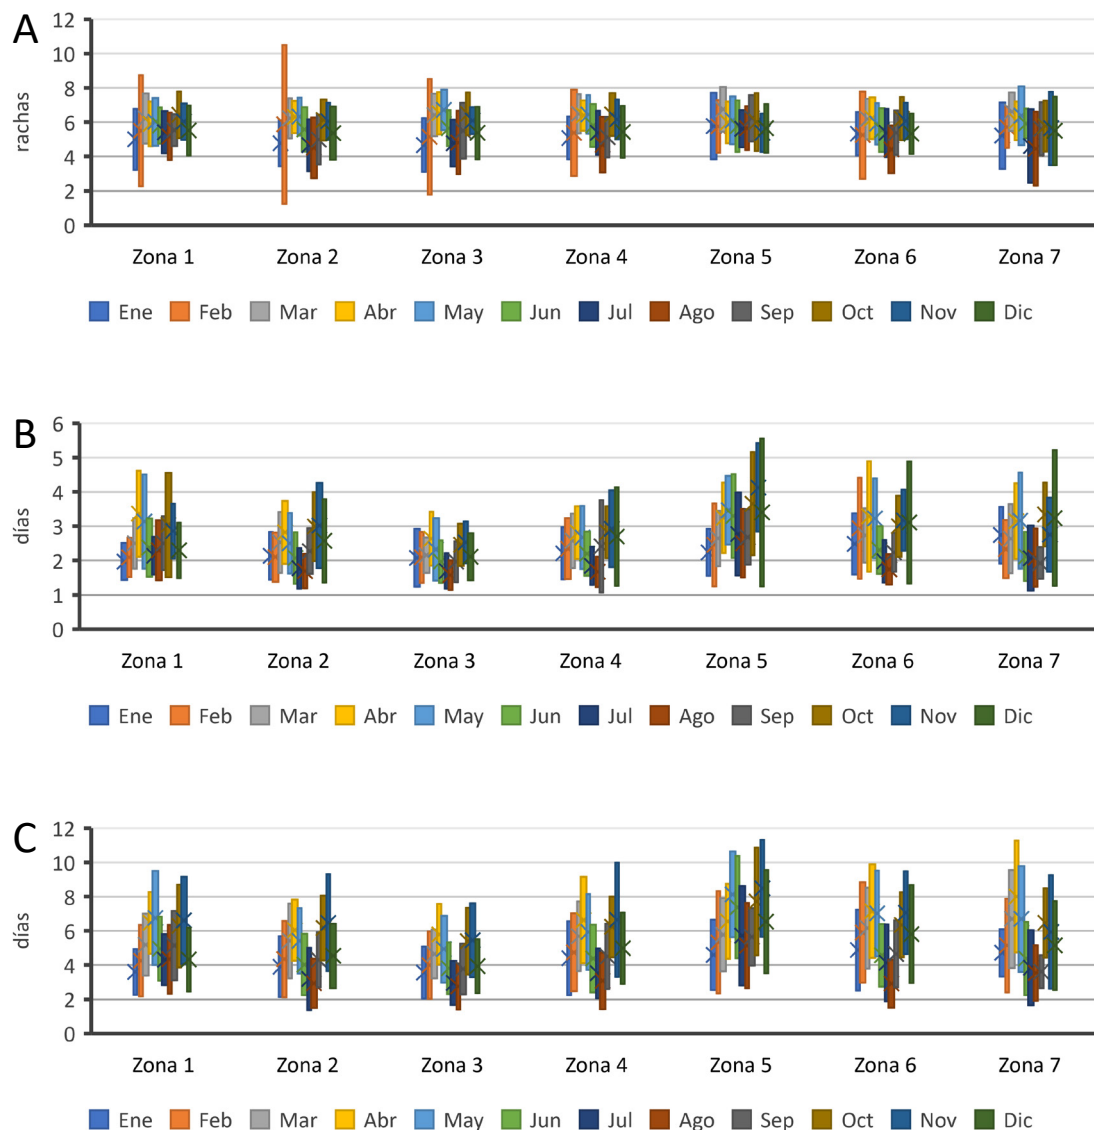 A
12
10
8
6
4
2
0
rachas
Zona 1 Zona 2 Zona 3 Zona 4 Zona 5 Zona 6 Zona 7
Ene Feb Mar Abr May Jun Jul Ago Sep Oct Nov Dic
B
6
5
4
3
2
1
0
días
Zona 1 Zona 2 Zona 3 Zona 4 Zona 5 Zona 6 Zona 7
Ene Feb Mar Abr May Jun Jul Ago Sep Oct Nov Dic
C
12
10
8
6
4
2
0
días
Zona 1 Zona 2 Zona 3 Zona 4 Zona 5 Zona 6 Zona 7
Ene Feb Mar Abr May Jun Jul Ago Sep Oct Nov Dic